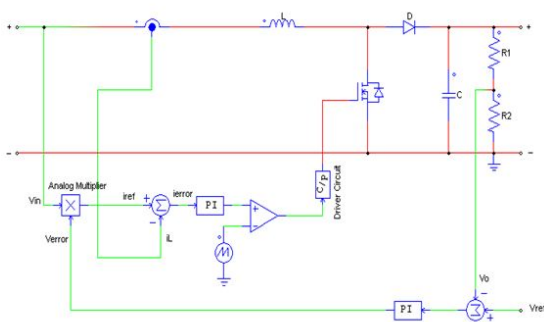 + L D +
R1
C
R2
- -
Analog Multiplier
Vin X iref + Σ ierror PI + -
- iL
C/P
Driver Circuit
Verror
Vo
-
PI Σ + Vref